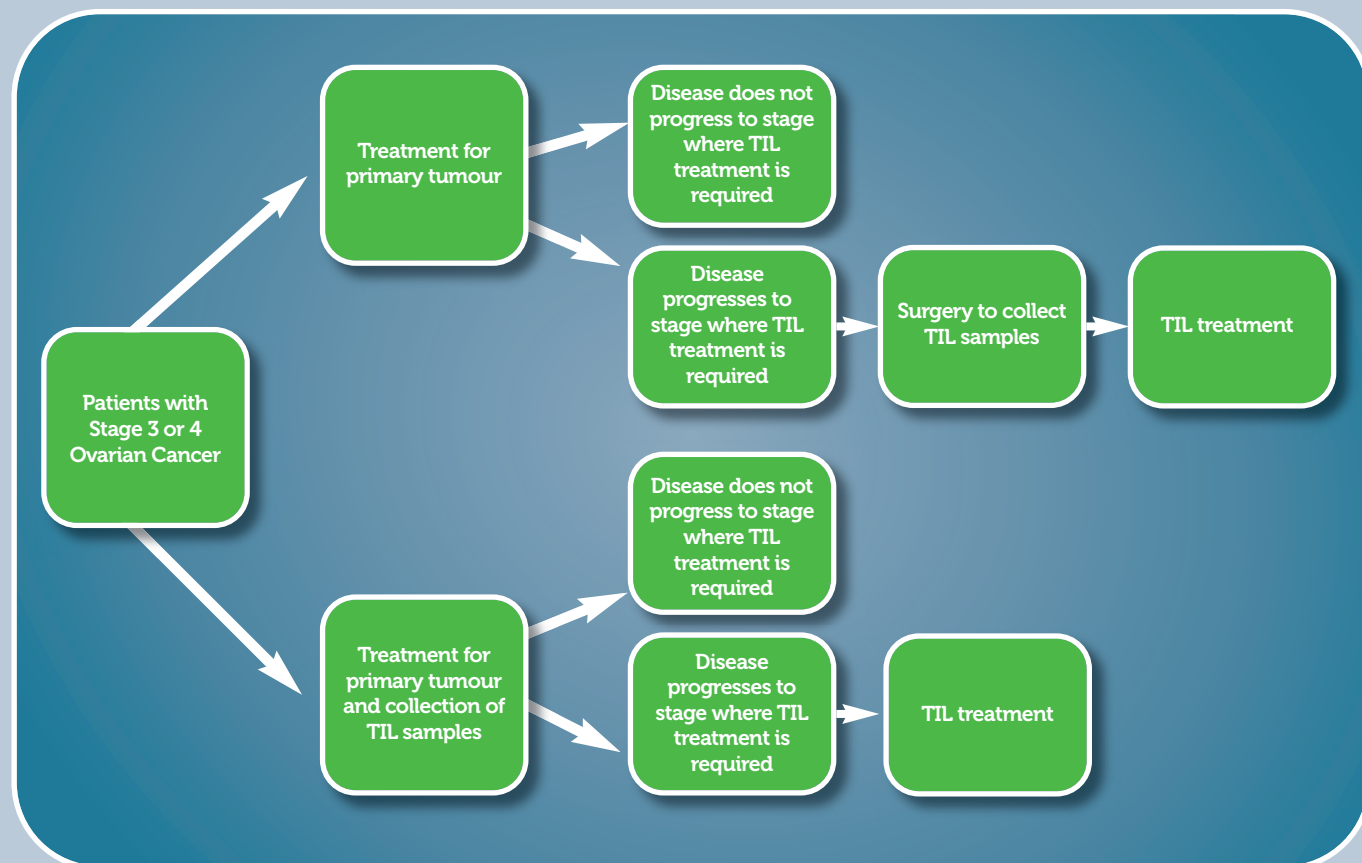 Patients with
Stage 3 or 4
Ovarian Cancer
Treatment for
primary tumour
Disease does not
progress to stage
where TIL
treatment is
required
Disease
progresses to
stage where TIL
treatment is
required
Surgery to collect
TIL samples
TIL treatment
Treatment for
primary tumour
and collection of
TIL samples
Disease does not
progress to stage
where TIL
treatment is
required
Disease
progresses to
stage where TIL
treatment is
required
TIL treatment